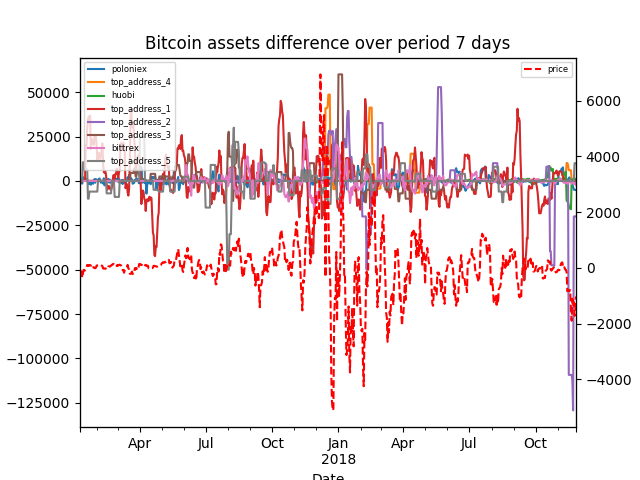 Bitcoin assets difference over period 7 days
poloniex
top_address_4
huobi
top_address_1
top_address_2
top_address_3
bittrex
top_address_5
price
50000
25000
0
−25000
−50000
−75000
−100000
−125000
6000
4000
2000
0
−2000
−4000
Apr Jul Oct Jan Apr Jul Oct
2018
Date